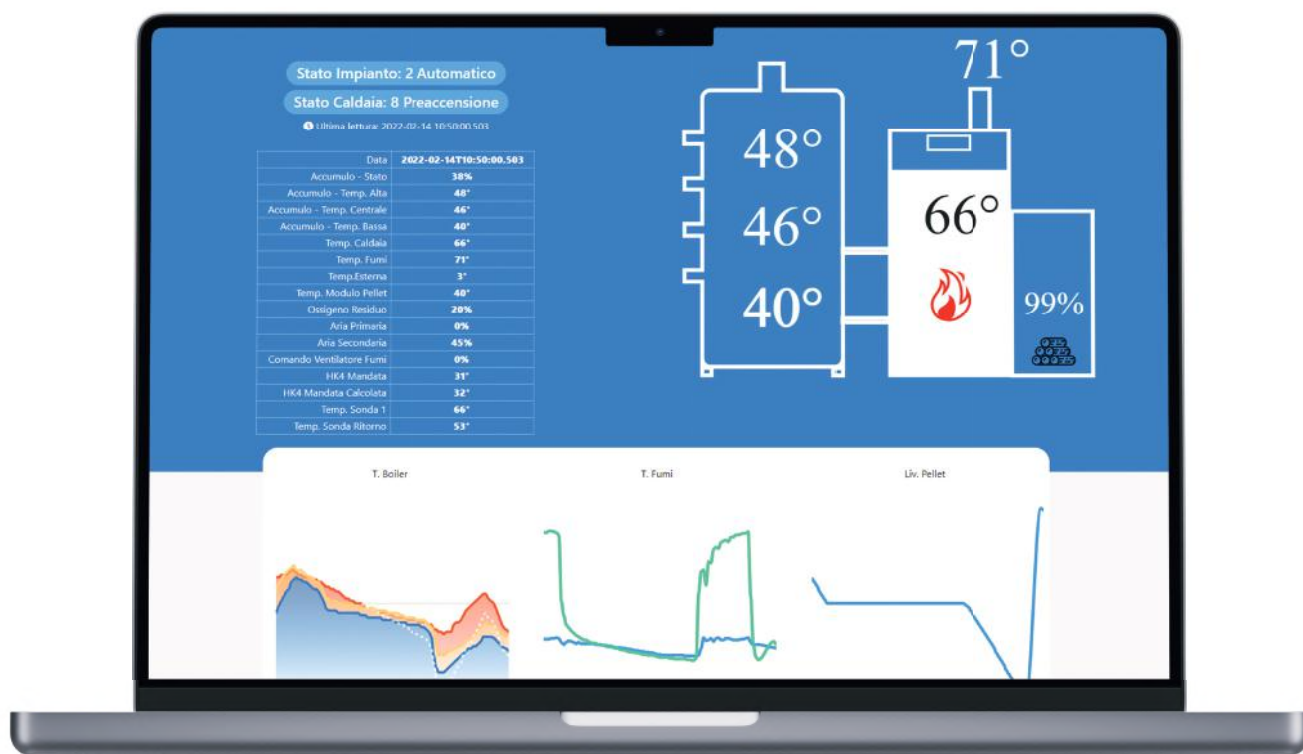 Stato Impianto: 2 Automatico
Stato Caldaia: 8 Preaccensione
Ultima lettura: 2022-02-14 10:50:00.503
Data 2022-02-14T10:50:00.503
Accumulo - Stato 38%
Accumulo - Temp. Alta 48°
Accumulo - Temp. Centrale 46°
Accumulo - Temp. Bassa 40°
Temp. Caldaia 66°
Temp. Fumi 71°
Temp.Esterna 3°
Temp. Modulo Pellet 40°
Ossigeno Residuo 20%
Aria Primaria 0%
Aria Secondaria 45%
Comando Ventilatore Fumi 0%
HK4 Mandata 31°
HK4 Mandata Calcolata 32°
Temp. Sonda 1 66°
Temp. Sonda Ritorno 53°
71°
48°
46°
40°
66°
99%
T. Boiler
T. Fumi
Liv. Pellet